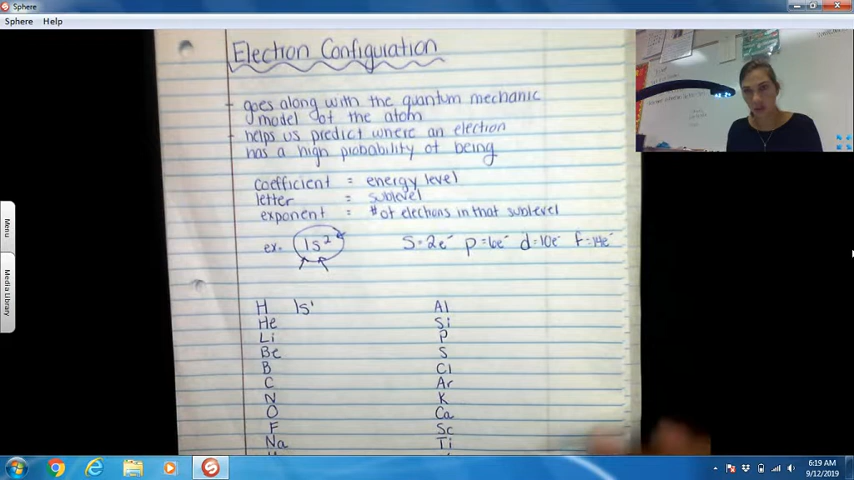 Sphere
Sphere Help
Election Configuration
- goes along with the quantum mechanic
model of the atom
- helps us predict where an election
has a high probability of being
coefficient = energy level
letter = sublevel
exponent = # of elections in that sublevel
ex. 1s² S=2e⁻ p=6e⁻ d=10e⁻ f=14e⁻
H 1s¹ Al
He Si
Li P
Be S
B Cl
C Ar
N K
O Ca
F Sc
Na Ti
Menu
Media Library
6:19 AM
9/12/2019